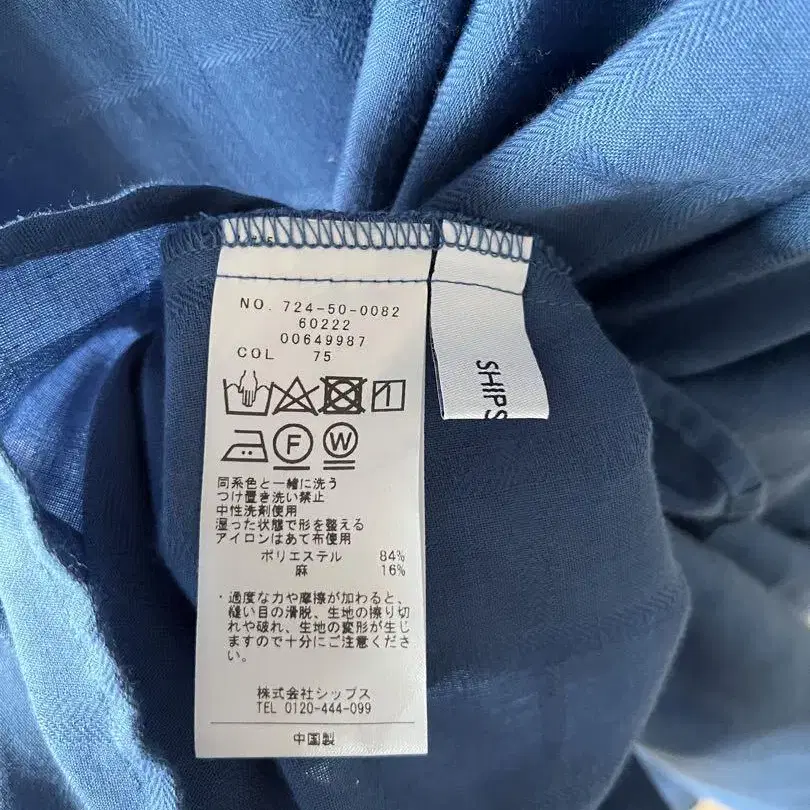 NO. 724-50-0082
60222
00649987
COL 75
F W
同系色と一緒に洗う
つけ置き洗い禁止
中性洗剤使用
湿った状態で形を整える
アイロンはあて布使用
ポリエステル 84%
麻 16%
・過度な力や摩擦が加わると、
縫い目の滑脱、生地の擦り切
れや破れ、生地の変形が生じ
ますので十分にご注意くださ
い。
株式会社シップス
TEL 0120-444-099
中国製
SHIPS